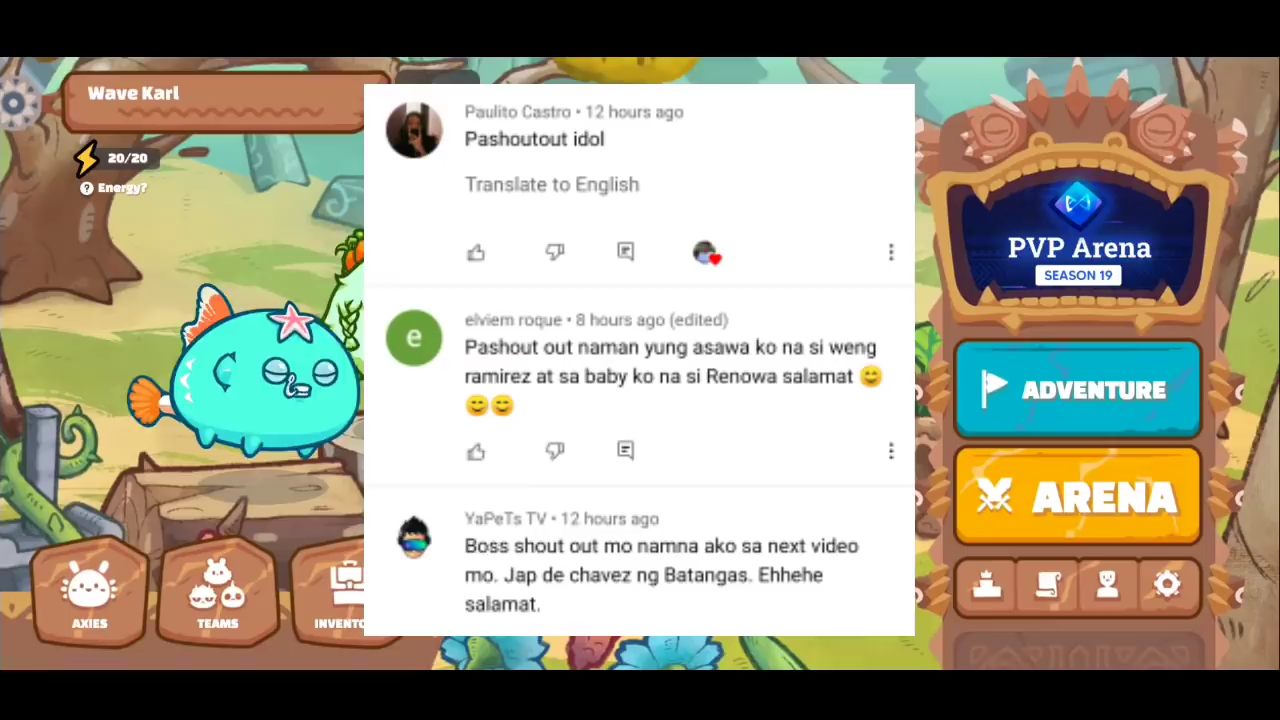 Wave Karl
20/20
? Energy?
Paulito Castro • 12 hours ago
Pashoutout idol
Translate to English
e
elviem roque • 8 hours ago (edited)
Pashout out naman yung asawa ko na si weng
ramirez at sa baby ko na si Renowa salamat 😊
😊😊
YaPeTs TV • 12 hours ago
Boss shout out mo namna ako sa next video
mo. Jap de chavez ng Batangas. Ehhehe
salamat.
PVP Arena
SEASON 19
ADVENTURE
ARENA
AXIES
TEAMS
INVENTO